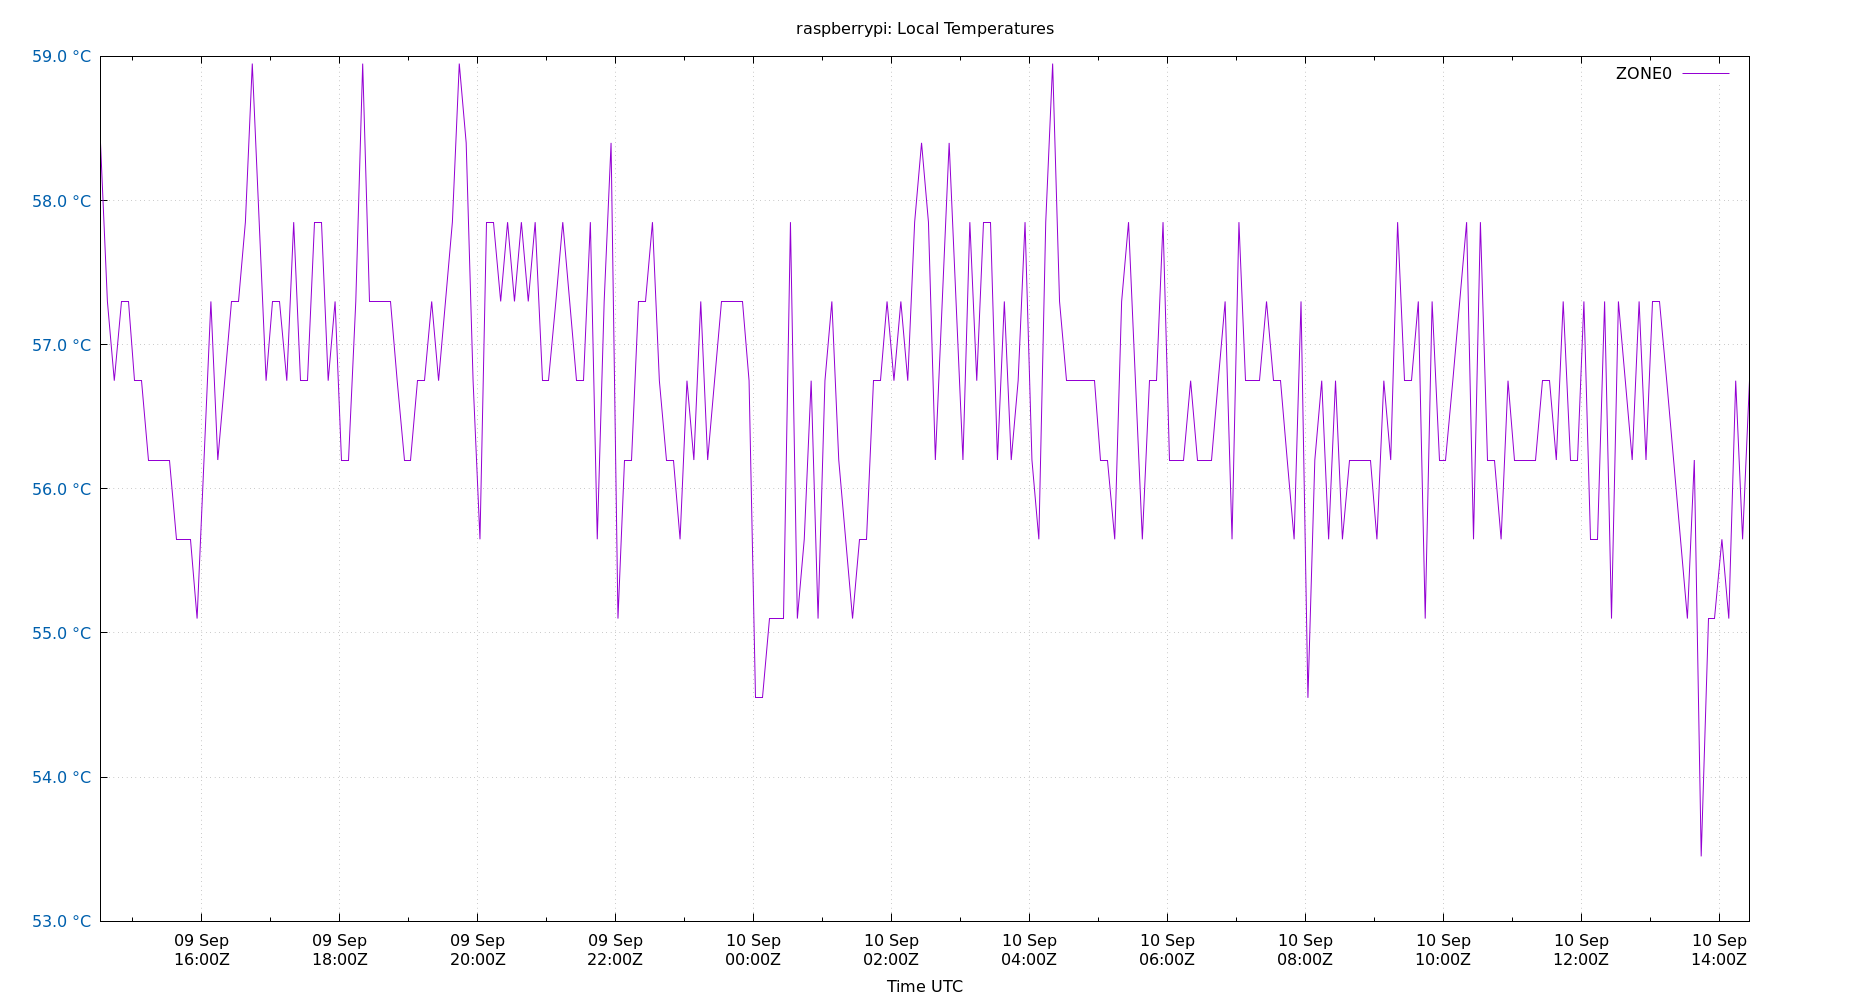 raspberrypi: Local Temperatures
59.0 °C
58.0 °C
57.0 °C
56.0 °C
55.0 °C
54.0 °C
53.0 °C
ZONE0
09 Sep 09 Sep 09 Sep 09 Sep 10 Sep 10 Sep 10 Sep 10 Sep 10 Sep 10 Sep 10 Sep 10 Sep
16:00Z 18:00Z 20:00Z 22:00Z 00:00Z 02:00Z 04:00Z 06:00Z 08:00Z 10:00Z 12:00Z 14:00Z
Time UTC